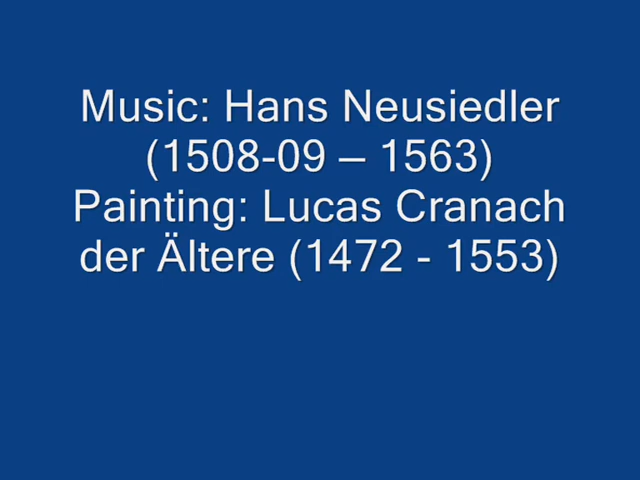 Music: Hans Neusiedler
(1508-09 – 1563)
Painting: Lucas Cranach
der Ältere (1472 - 1553)